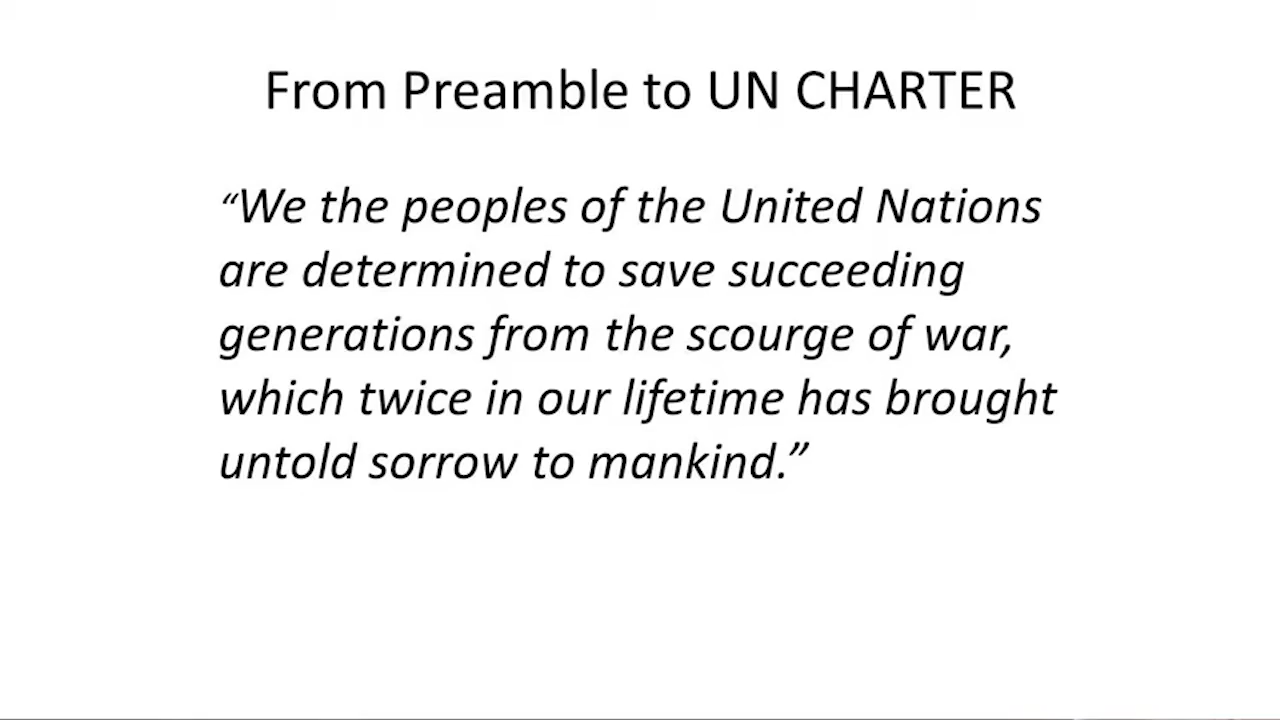 From Preamble to UN CHARTER
“We the peoples of the United Nations
are determined to save succeeding
generations from the scourge of war,
which twice in our lifetime has brought
untold sorrow to mankind.”